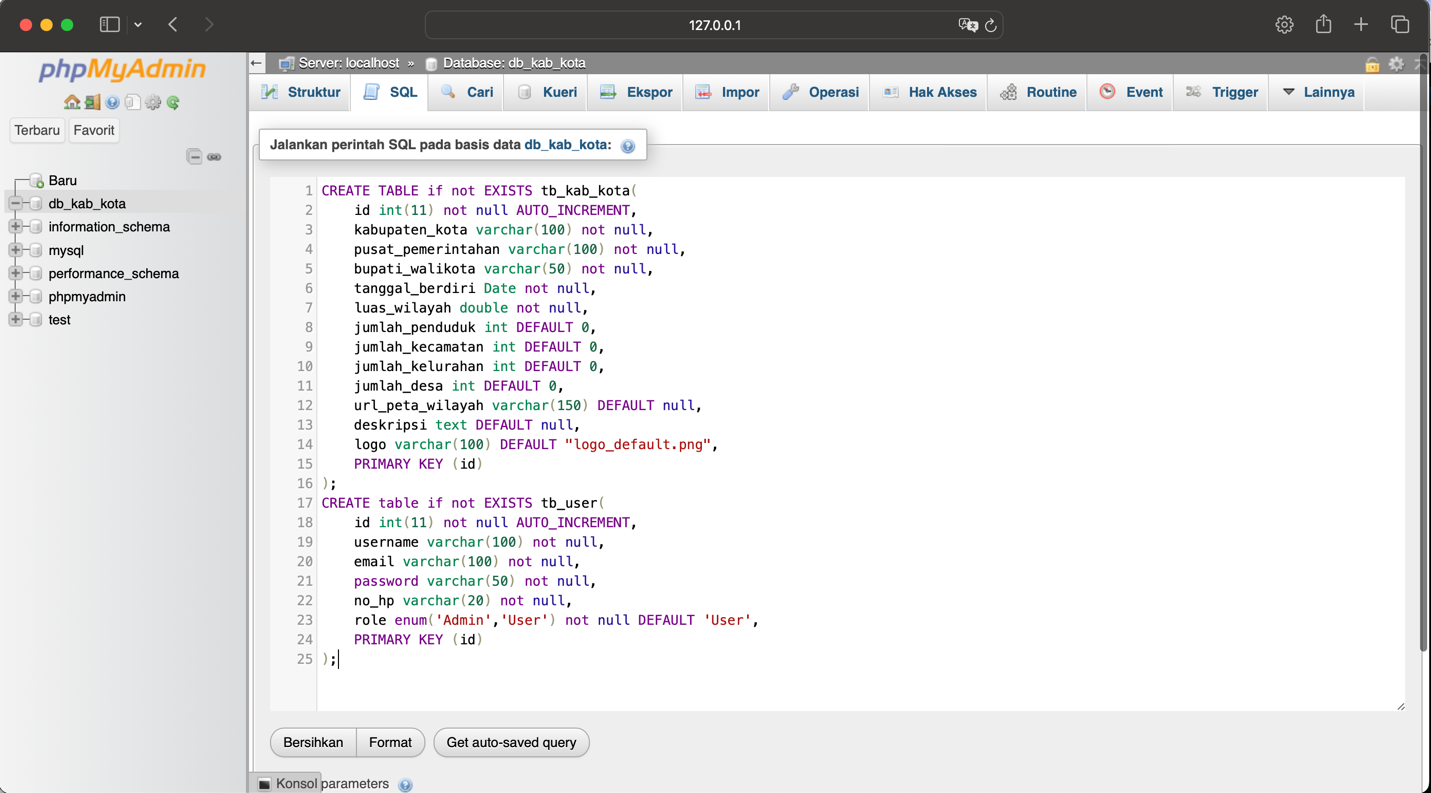 127.0.0.1
phpMyAdmin
Server: localhost » Database: db_kab_kota
Struktur SQL Cari Kueri Ekspor Impor Operasi Hak Akses Routine Event Trigger Lainnya
Terbaru Favorit
Baru
db_kab_kota
information_schema
mysql
performance_schema
phpmyadmin
test
Jalankan perintah SQL pada basis data db_kab_kota:
1 CREATE TABLE if not EXISTS tb_kab_kota(
2 id int(11) not null AUTO_INCREMENT,
3 kabupaten_kota varchar(100) not null,
4 pusat_pemerintahan varchar(100) not null,
5 bupati_walikota varchar(50) not null,
6 tanggal_berdiri Date not null,
7 luas_wilayah double not null,
8 jumlah_penduduk int DEFAULT 0,
9 jumlah_kecamatan int DEFAULT 0,
10 jumlah_kelurahan int DEFAULT 0,
11 jumlah_desa int DEFAULT 0,
12 url_peta_wilayah varchar(150) DEFAULT null,
13 deskripsi text DEFAULT null,
14 logo varchar(100) DEFAULT "logo_default.png",
15 PRIMARY KEY (id)
16 );
17 CREATE table if not EXISTS tb_user(
18 id int(11) not null AUTO_INCREMENT,
19 username varchar(100) not null,
20 email varchar(100) not null,
21 password varchar(50) not null,
22 no_hp varchar(20) not null,
23 role enum('Admin','User') not null DEFAULT 'User',
24 PRIMARY KEY (id)
25 );
Bersihkan Format Get auto-saved query
Konsol parameters